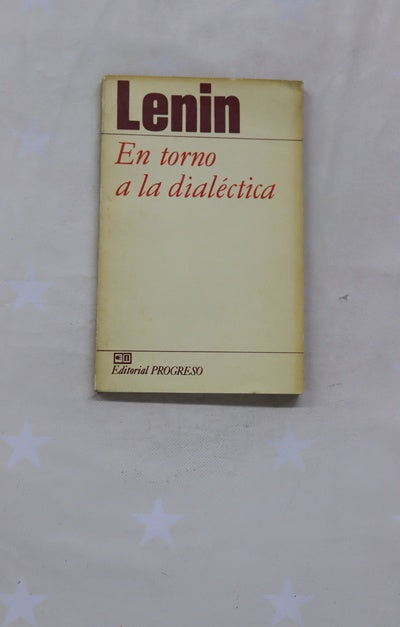 Lenin
En torno
a la dialéctica
Editorial PROGRESO